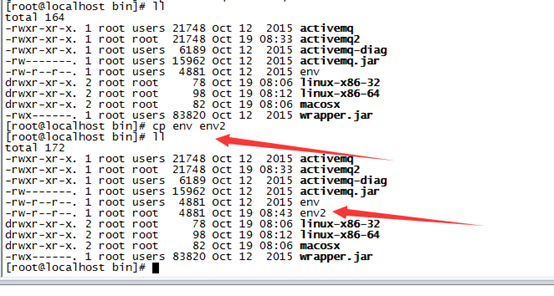 [root@localhost bin]# ll
total 164
-rwxr-xr-x. 1 root users 21748 Oct 12  2015 activemq
-rwxr-xr-x. 1 root root  21748 Oct 19 08:33 activemq2
-rwxr-xr-x. 1 root users  6189 Oct 12  2015 activemq-diag
-rw-------. 1 root users 15962 Oct 12  2015 activemq.jar
-rw-r--r--. 1 root users  4881 Oct 12  2015 env
drwxr-xr-x. 2 root root     78 Oct 19 08:06 linux-x86-32
drwxr-xr-x. 2 root root     98 Oct 19 08:12 linux-x86-64
drwxr-xr-x. 2 root root     82 Oct 19 08:06 macosx
-rwxr-xr-x. 1 root users 83820 Oct 12  2015 wrapper.jar
[root@localhost bin]# cp env env2
[root@localhost bin]# ll
total 172
-rwxr-xr-x. 1 root users 21748 Oct 12  2015 activemq
-rwxr-xr-x. 1 root root  21748 Oct 19 08:33 activemq2
-rwxr-xr-x. 1 root users  6189 Oct 12  2015 activemq-diag
-rw-------. 1 root users 15962 Oct 12  2015 activemq.jar
-rw-r--r--. 1 root users  4881 Oct 12  2015 env
-rw-r--r--. 1 root root   4881 Oct 19 08:43 env2
drwxr-xr-x. 2 root root     78 Oct 19 08:06 linux-x86-32
drwxr-xr-x. 2 root root     98 Oct 19 08:12 linux-x86-64
drwxr-xr-x. 2 root root     82 Oct 19 08:06 macosx
-rwxr-xr-x. 1 root users 83820 Oct 12  2015 wrapper.jar
[root@localhost bin]#